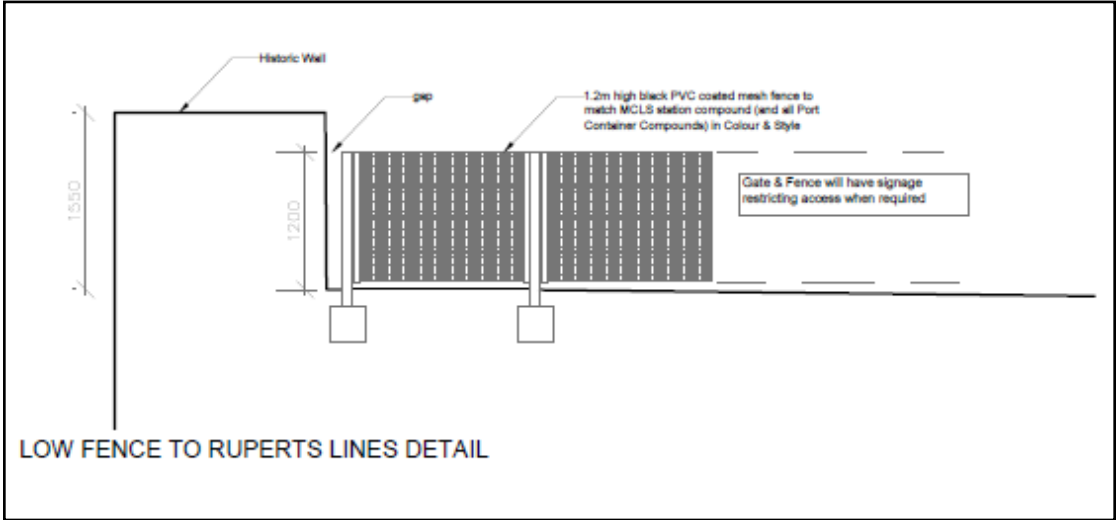 Historic Wall
gap
1.2m high black PVC coated mesh fence to
match MCLS station compound (and all Port
Container Compounds) in Colour & Style
Gate & Fence will have signage
restricting access when required
1550
1200
LOW FENCE TO RUPERTS LINES DETAIL